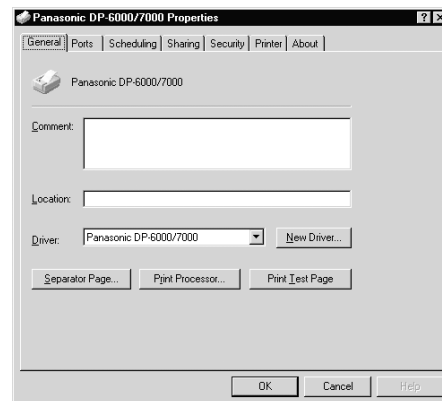 Panasonic DP-6000/7000 Properties
General Ports Scheduling Sharing Security Printer About
Panasonic DP-6000/7000
Comment:
Location:
Driver: Panasonic DP-6000/7000 New Driver...
Separator Page... Print Processor... Print Test Page
OK Cancel Help